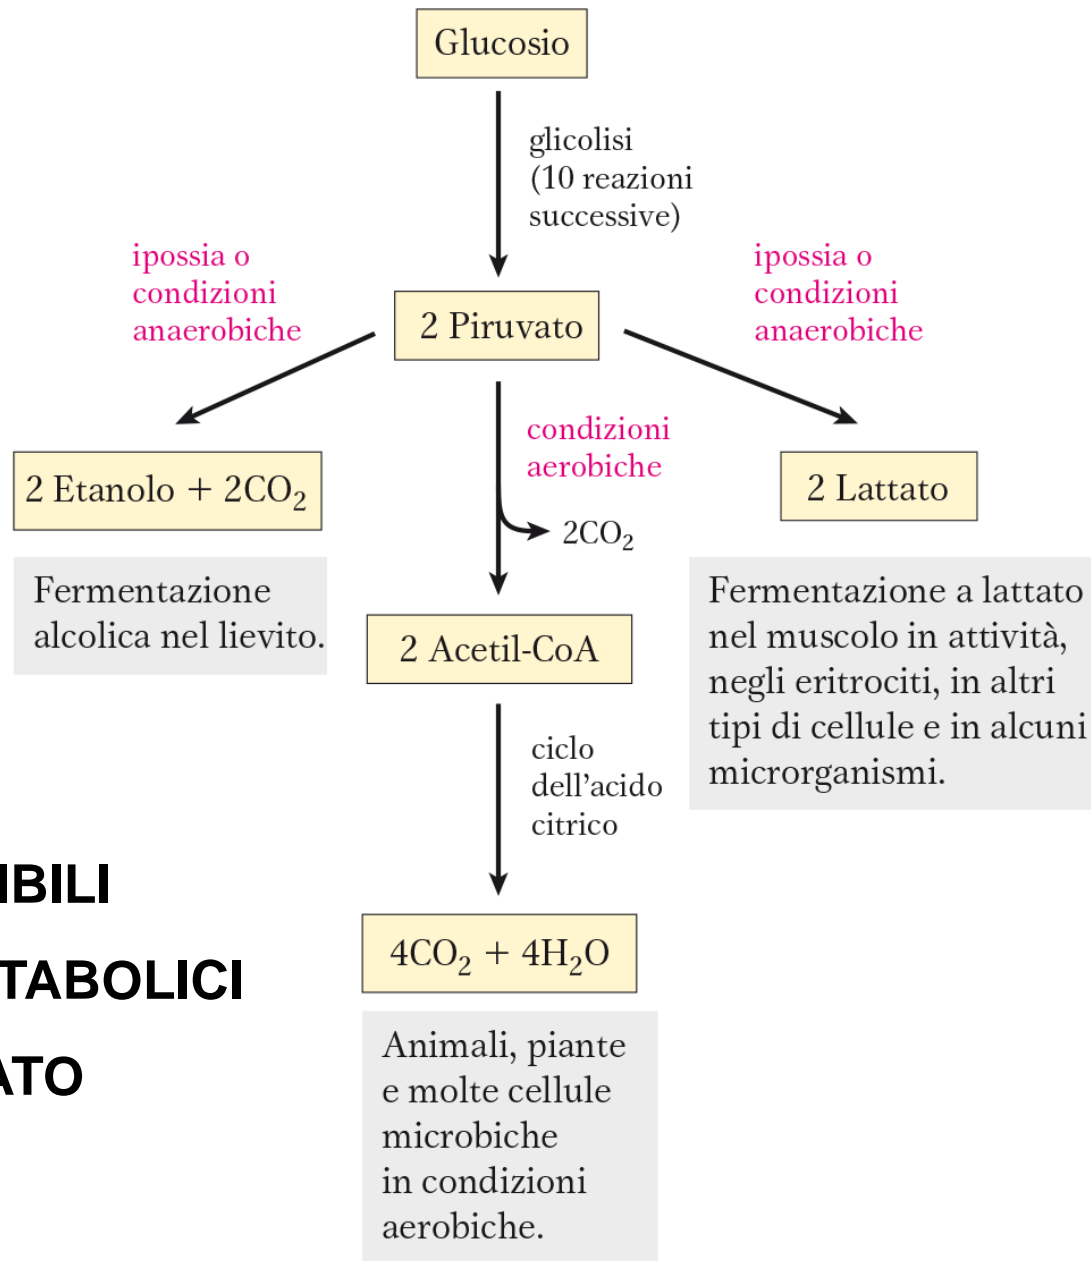 Glucosio
glicolisi
(10 reazioni
successive)
ipossia o
condizioni
anaerobiche
2 Piruvato
ipossia o
condizioni
anaerobiche
condizioni
aerobiche
2 Etanolo + 2CO₂
2CO₂
2 Lattato
Fermentazione
alcolica nel lievito.
2 Acetil-CoA
Fermentazione a lattato
nel muscolo in attività,
negli eritrociti, in altri
tipi di cellule e in alcuni
microrganismi.
ciclo
dell’acido
citrico
IBILI
TABOLICI
ATO
4CO₂ + 4H₂O
Animali, piante
e molte cellule
microbiche
in condizioni
aerobiche.